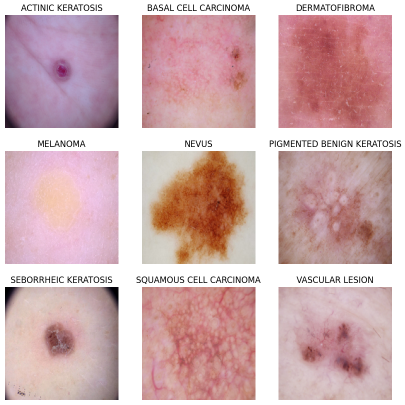 ACTINIC KERATOSIS
BASAL CELL CARCINOMA
DERMATOFIBROMA
MELANOMA
NEVUS
PIGMENTED BENIGN KERATOSIS
SEBORRHEIC KERATOSIS
SQUAMOUS CELL CARCINOMA
VASCULAR LESION